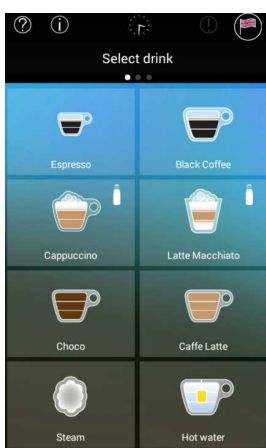 Select drink
Espresso
Black Coffee
Cappuccino
Latte Macchiato
Choco
Caffe Latte
Steam
Hot water